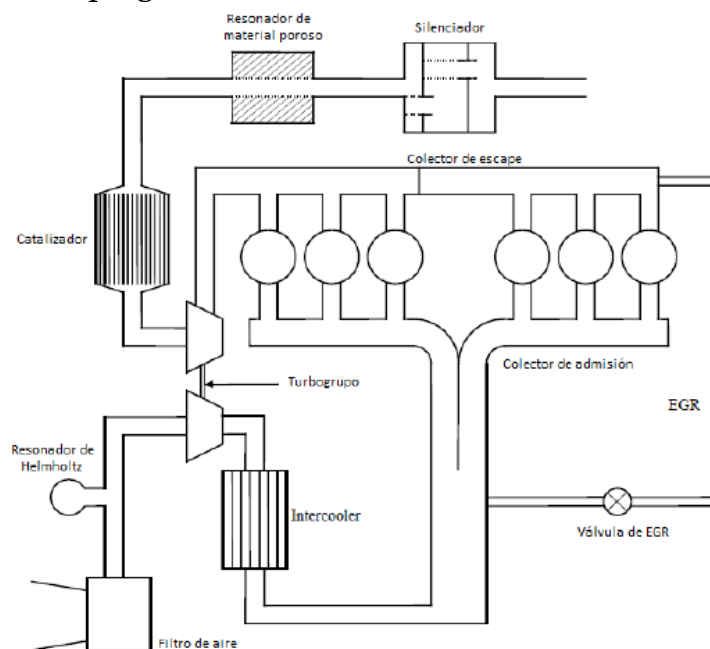 Resonador de
material poroso
Silenciador
Colector de escape
Catalizador
Colector de admisión
Turbogrupo
EGR
Resonador de
Helmholtz
Intercooler
Válvula de EGR
Filtro de aire